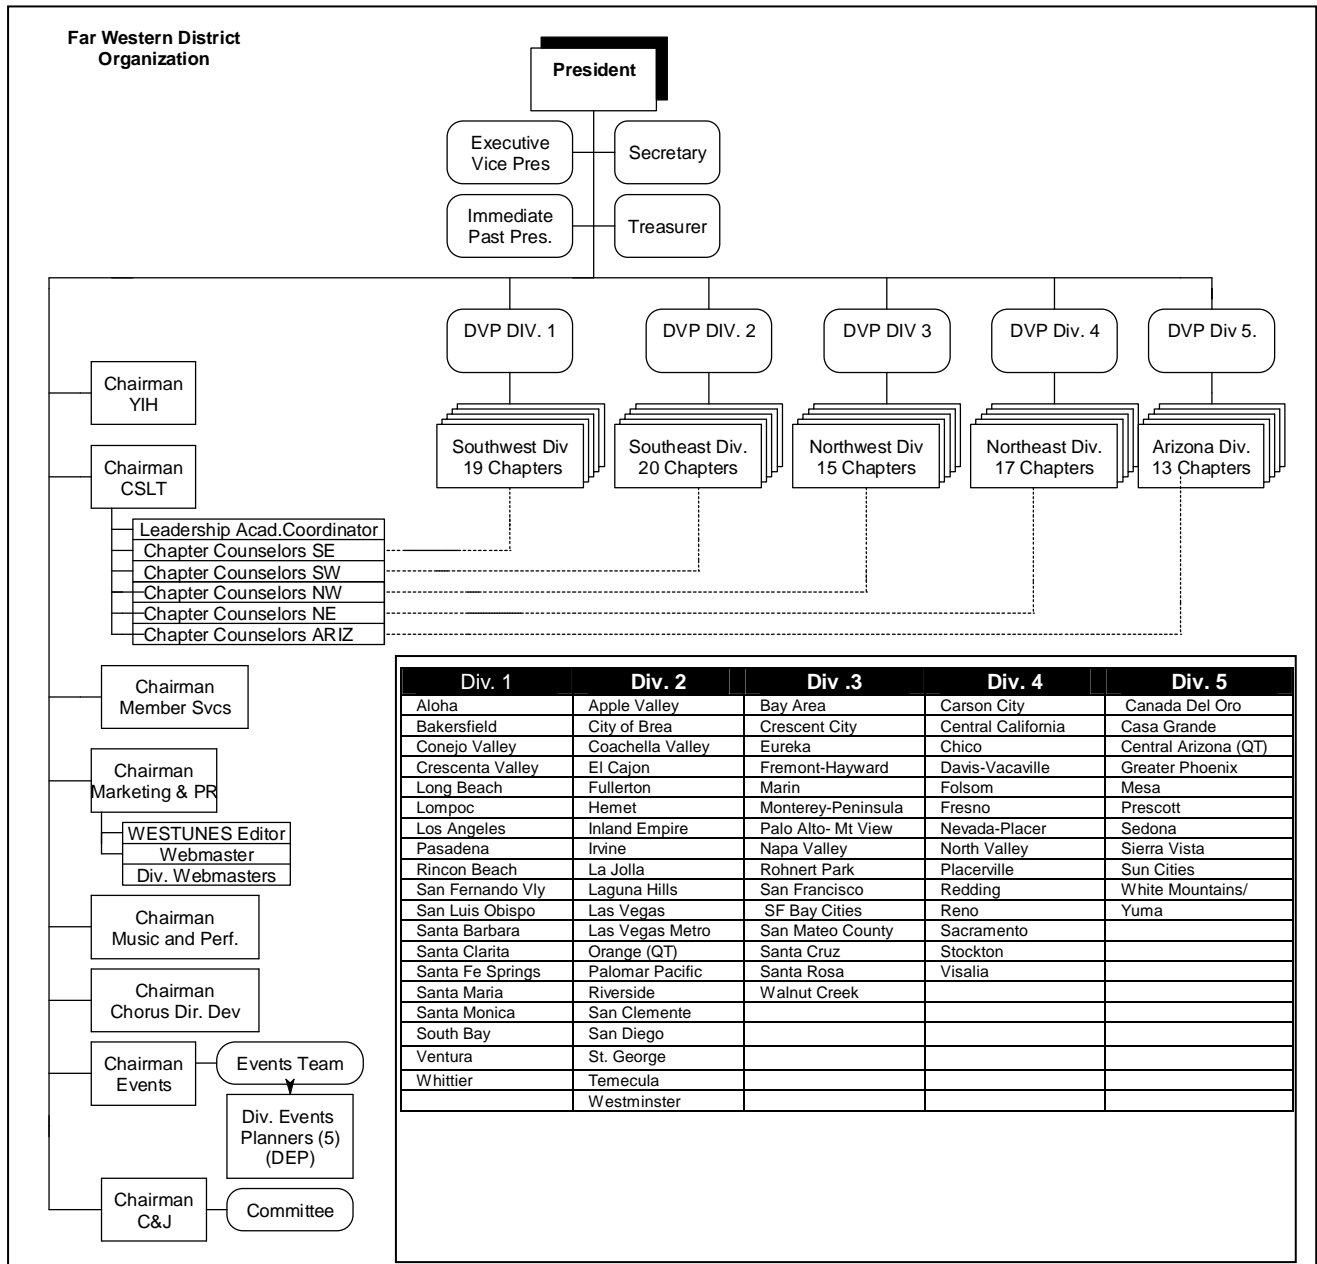 Far Western District
Organization
President
Executive
Vice Pres
Secretary
Immediate
Past Pres.
Treasurer
DVP DIV. 1
DVP DIV. 2
DVP DIV 3
DVP Div. 4
DVP Div 5.
Southwest Div
19 Chapters
Southeast Div.
20 Chapters
Northwest Div
15 Chapters
Northeast Div.
17 Chapters
Arizona Div.
13 Chapters
Chairman
YIH
Chairman
CSLT
Leadership Acad.Coordinator
Chapter Counselors SE
Chapter Counselors SW
Chapter Counselors NW
Chapter Counselors NE
Chapter Counselors ARIZ
Chairman
Member Svcs
Chairman
Marketing & PR
WESTUNES Editor
Webmaster
Div. Webmasters
Chairman
Music and Perf.
Chairman
Chorus Dir. Dev
Chairman
Events
Events Team
Div. Events
Planners (5)
(DEP)
Chairman
C&J
Committee
Div. 1 Div. 2 Div .3 Div. 4 Div. 5
Aloha Apple Valley Bay Area Carson City Canada Del Oro
Bakersfield City of Brea Crescent City Central California Casa Grande
Conejo Valley Coachella Valley Eureka Chico Central Arizona (QT)
Crescenta Valley El Cajon Fremont-Hayward Davis-Vacaville Greater Phoenix
Long Beach Fullerton Marin Folsom Mesa
Lompoc Hemet Monterey-Peninsula Fresno Prescott
Los Angeles Inland Empire Palo Alto- Mt View Nevada-Placer Sedona
Pasadena Irvine Napa Valley North Valley Sierra Vista
Rincon Beach La Jolla Rohnert Park Placerville Sun Cities
San Fernando Vly Laguna Hills San Francisco Redding White Mountains/
San Luis Obispo Las Vegas SF Bay Cities Reno Yuma
Santa Barbara Las Vegas Metro San Mateo County Sacramento
Santa Clarita Orange (QT) Santa Cruz Stockton
Santa Fe Springs Palomar Pacific Santa Rosa Visalia
Santa Maria Riverside Walnut Creek
Santa Monica San Clemente
South Bay San Diego
Ventura St. George
Whittier Temecula
Westminster